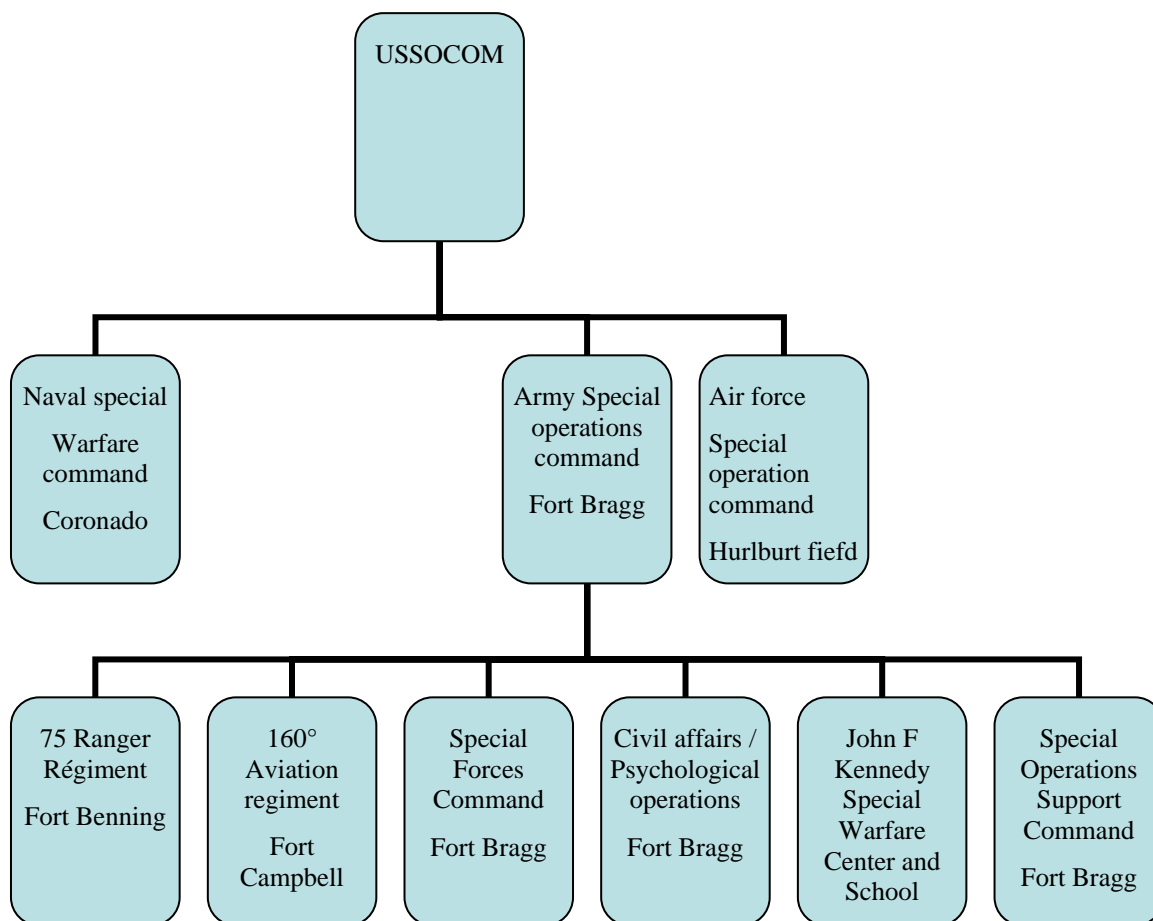 USSOCOM
Naval special
Warfare
command
Coronado
Army Special
operations
command
Fort Bragg
Air force
Special
operation
command
Hurlburt fiefd
75 Ranger
Régiment
Fort Benning
160°
Aviation
regiment
Fort
Campbell
Special
Forces
Command
Fort Bragg
Civil affairs /
Psychological
operations
Fort Bragg
John F
Kennedy
Special
Warfare
Center and
School
Special
Operations
Support
Command
Fort Bragg